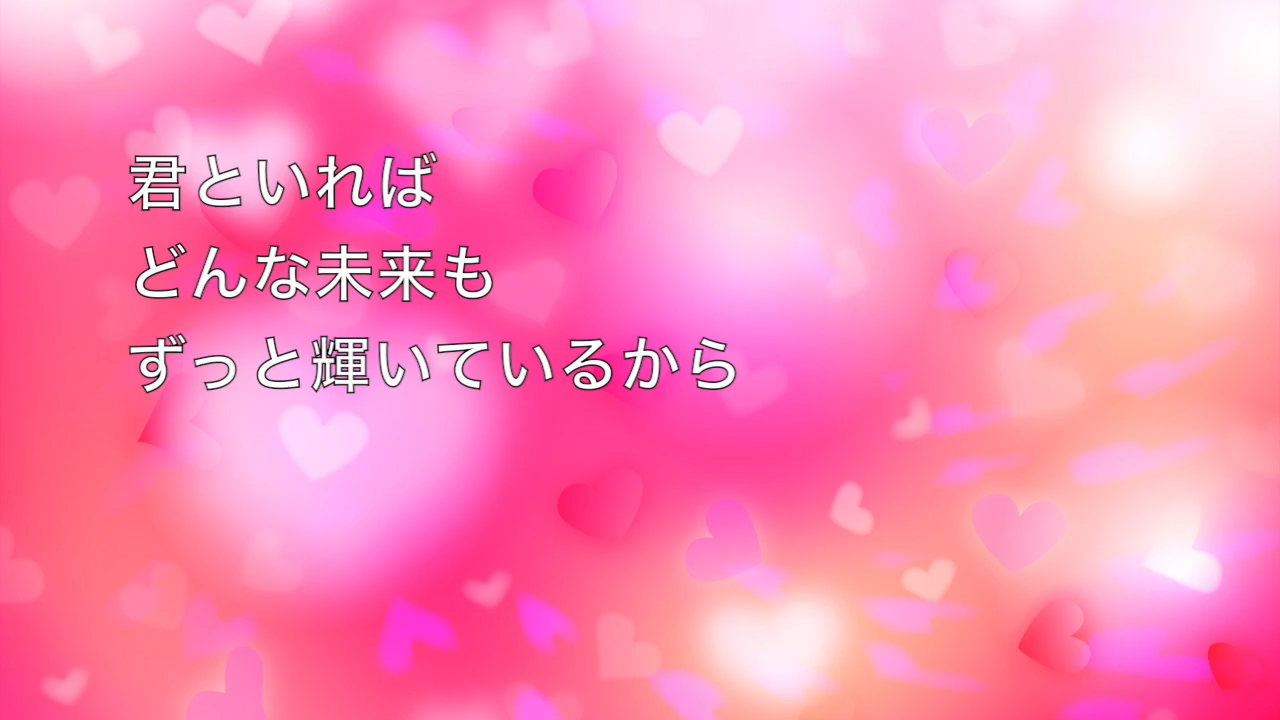 君といれば
どんな未来も
ずっと輝いているから